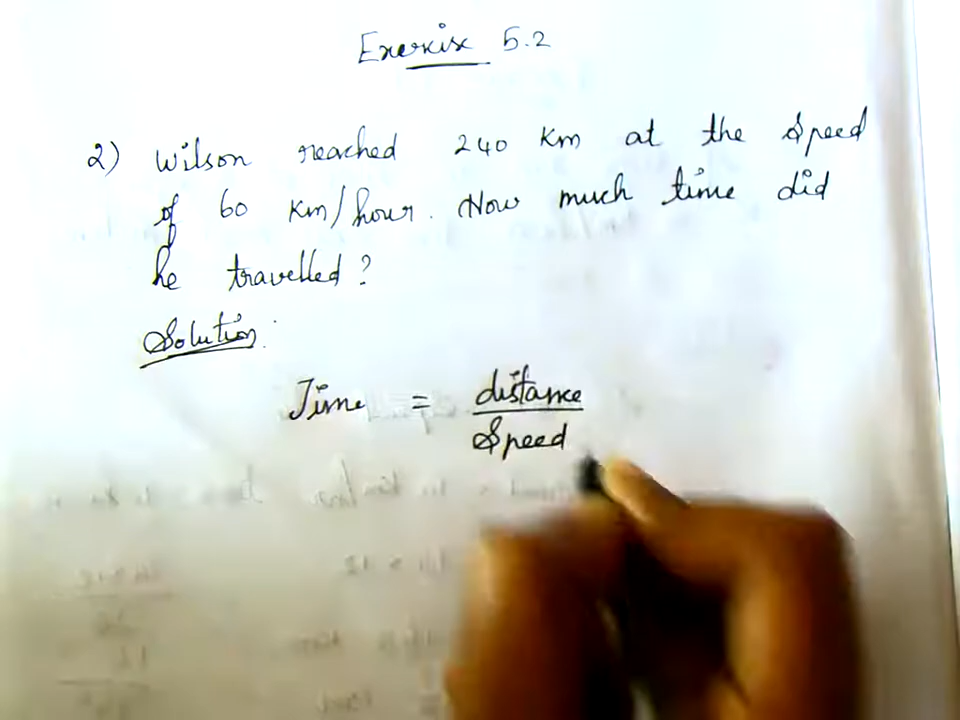 Exercise 5.2
2) Wilson reached 240 Km at the Speed
of 60 Km/hour. How much time did
he travelled?
Solution:
Time = distance
Speed